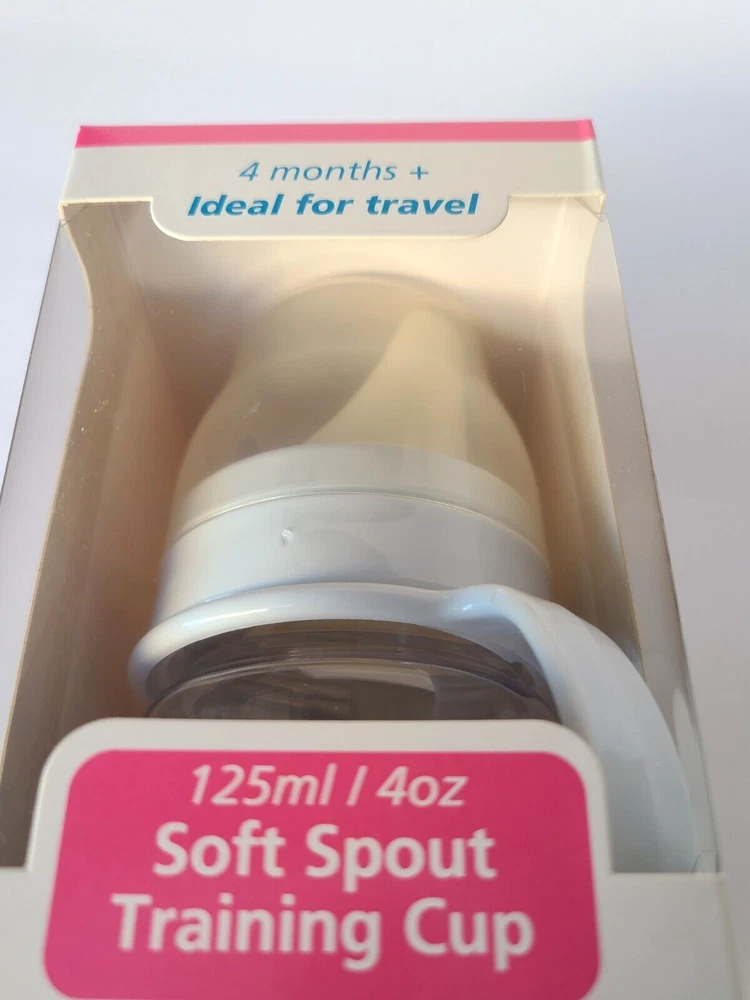 4 months +
Ideal for travel
125ml / 4oz
Soft Spout
Training Cup